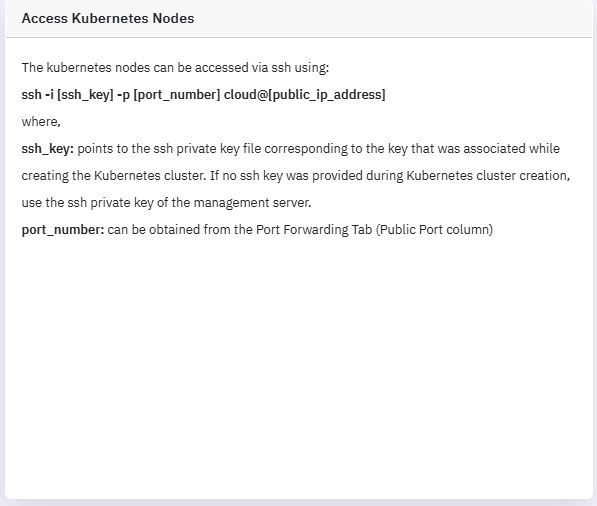 Access Kubernetes Nodes
The kubernetes nodes can be accessed via ssh using:
ssh -i [ssh_key] -p [port_number] cloud@[public_ip_address]
where,
ssh_key: points to the ssh private key file corresponding to the key that was associated while
creating the Kubernetes cluster. If no ssh key was provided during Kubernetes cluster creation,
use the ssh private key of the management server.
port_number: can be obtained from the Port Forwarding Tab (Public Port column)